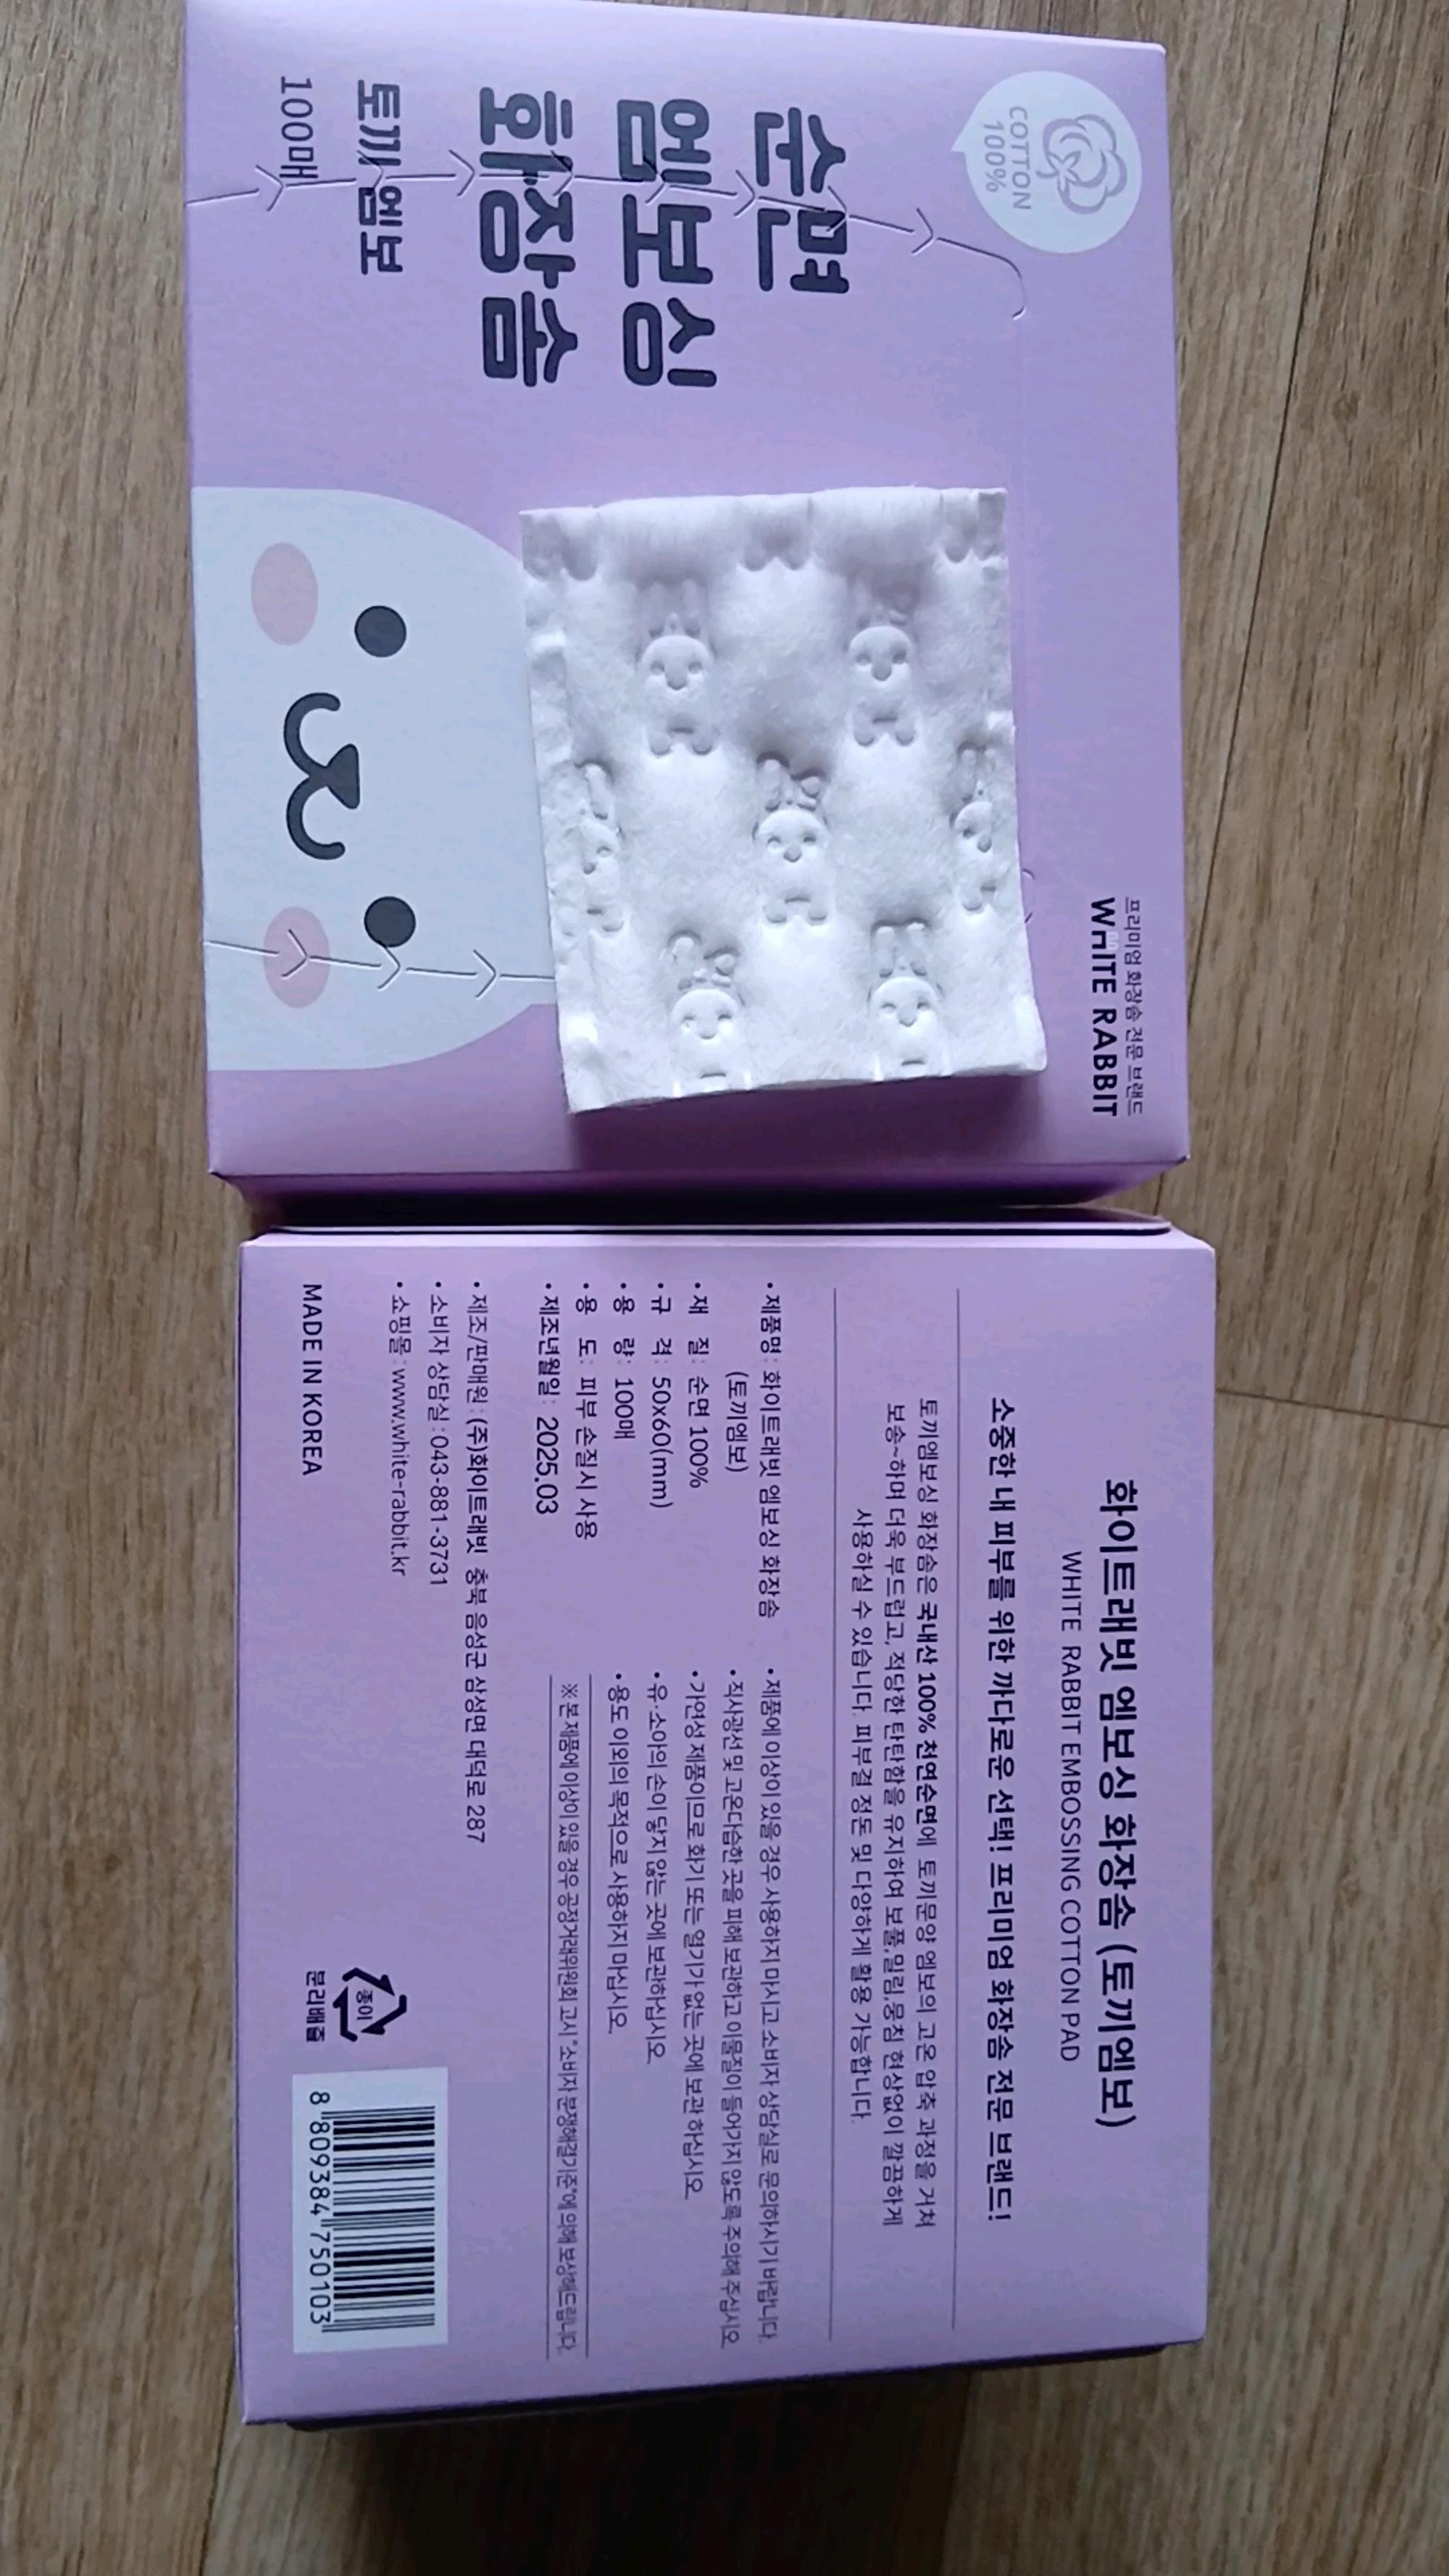 COTTON
100%
프리미엄 화장솜 전문 브랜드
WHITE RABBIT
순면
엠보싱
화장솜
토끼 엠보
100매
화이트래빗 엠보싱 화장솜 (토끼엠보)
WHITE RABBIT EMBOSSING COTTON PAD
소중한 내 피부를 위한 까다로운 선택! 프리미엄 화장솜 전문 브랜드!
토끼엠보싱 화장솜은 국내산 100% 천연순면에 토끼문양 엠보의 고온 압축 과정을 거쳐
보송~하며 더욱 부드럽고, 적당한 탄탄함을 유지하여 보풀,밀림,뭉침 현상없이 깔끔하게
사용하실 수 있습니다. 피부결 정돈 및 다양하게 활용 가능합니다.
• 제품명 : 화이트래빗 엠보싱 화장솜
(토끼엠보)
• 재 질 : 순면 100%
• 규 격 : 50x60(mm)
• 용 량 : 100매
• 용 도 : 피부 손질시 사용
• 제조년월일 : 2025.03
• 제품에 이상이 있을 경우 사용하지 마시고 소비자 상담실로 문의하시기 바랍니다.
• 직사광선 및 고온다습한 곳을 피해 보관하고 이물질이 들어가지 않도록 주의해 주십시오.
• 가연성 제품이므로 화기 또는 열기가 없는 곳에 보관 하십시오.
• 유·소아의 손이 닿지 않는 곳에 보관하십시오.
• 용도 이외의 목적으로 사용하지 마십시오.
※ 본 제품에 이상이 있을 경우 공정거래위원회 고시 "소비자 분쟁해결기준"에 의해 보상해드립니다.
• 제조/판매원 : (주)화이트래빗 충북 음성군 삼성면 대덕로 287
• 소비자 상담실 : 043-881-3731
• 쇼핑몰 : www.white-rabbit.kr
MADE IN KOREA
종이
분리배출
8 809384 750103